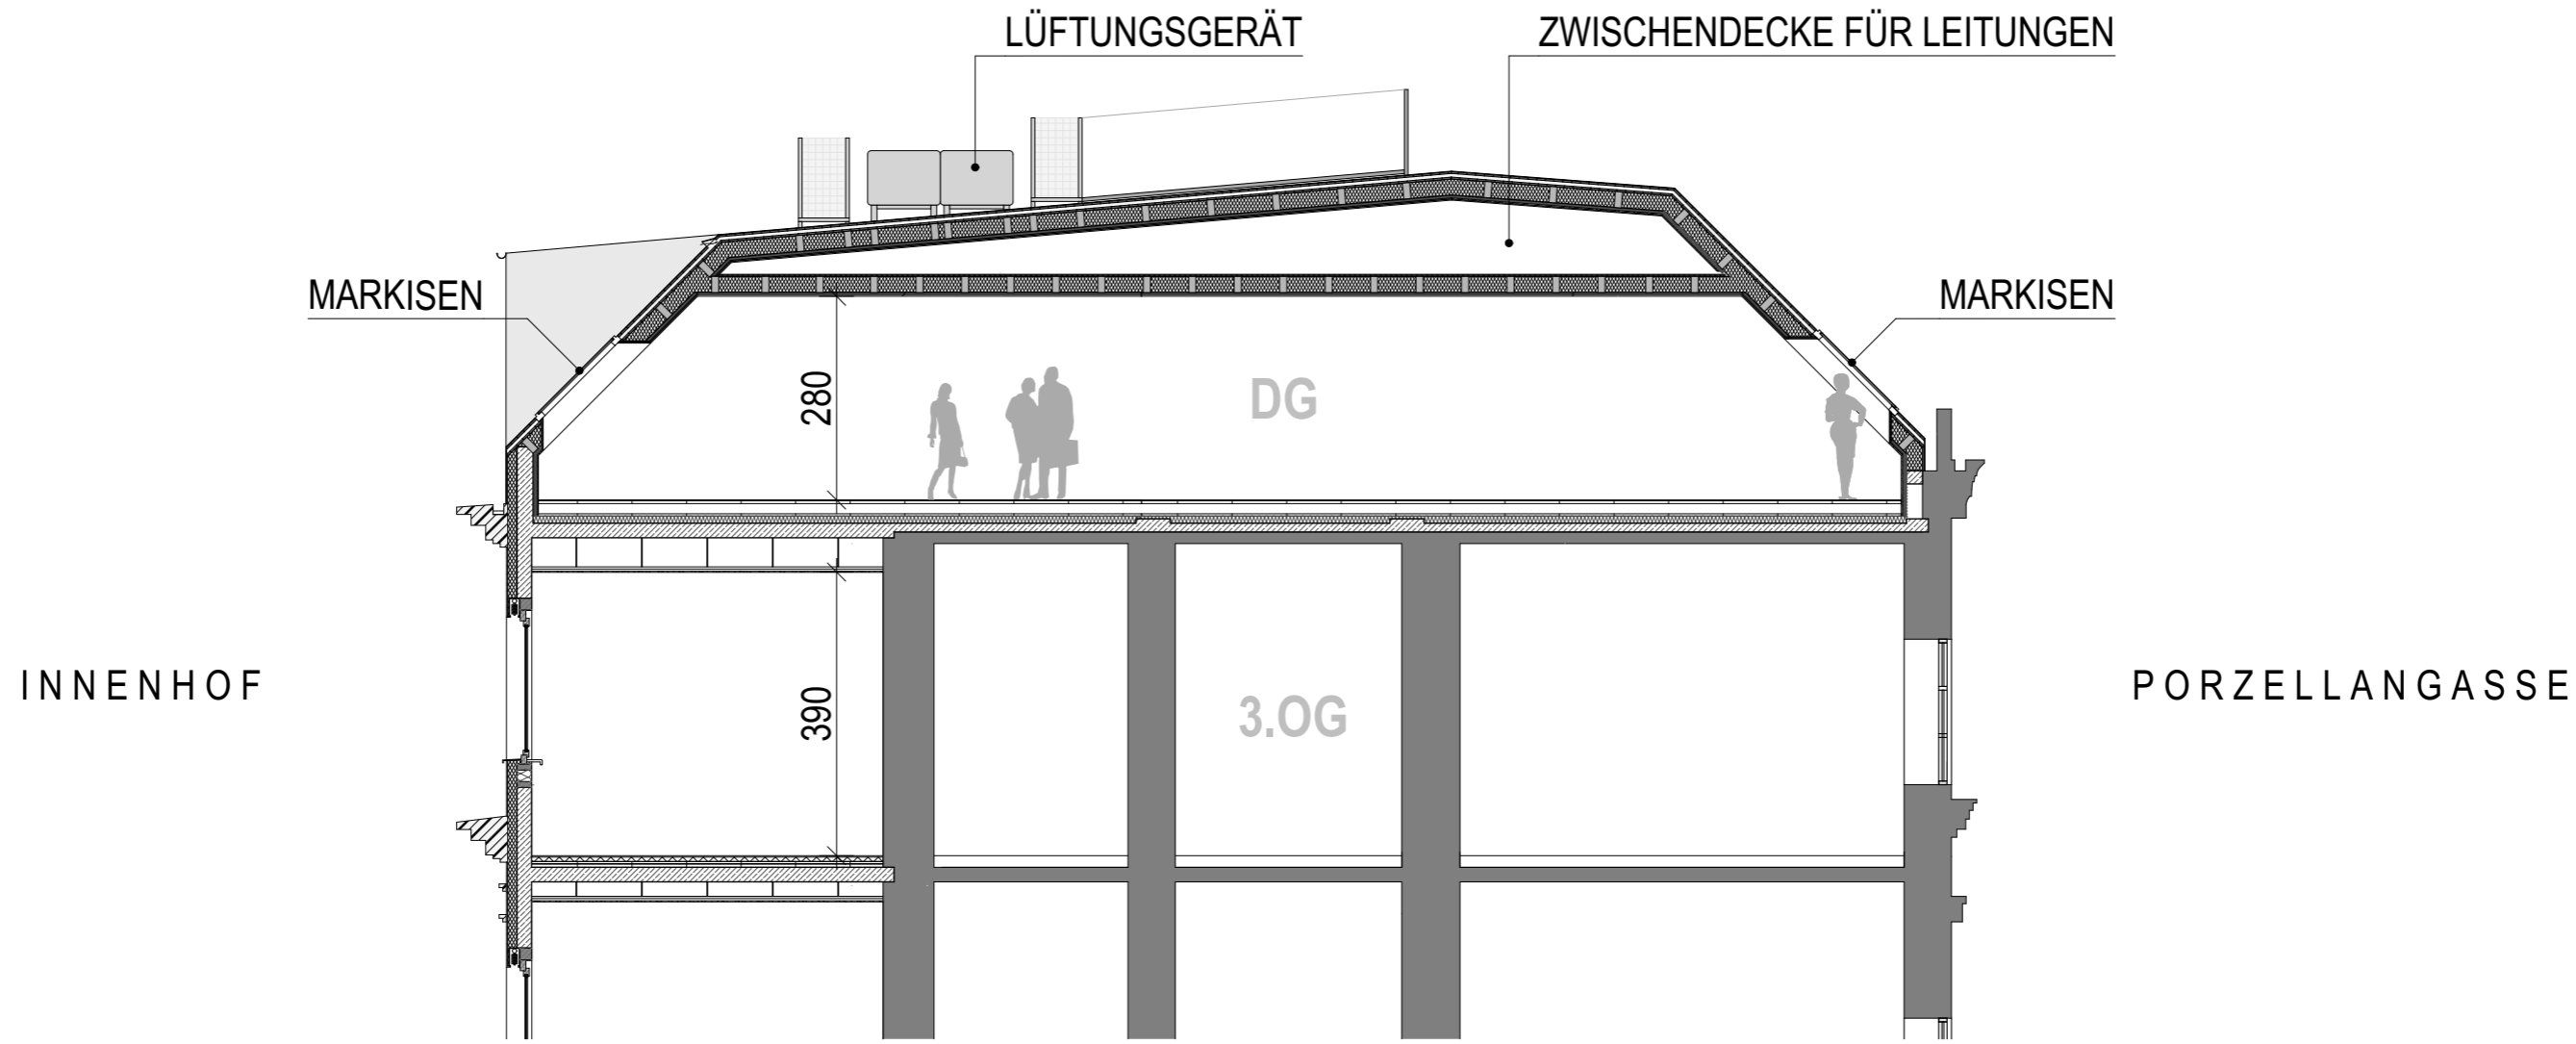 LÜFTUNGSGERÄT
ZWISCHENDECKE FÜR LEITUNGEN
MARKISEN
MARKISEN
280
DG
INNENHOF
390
3.OG
PORZELLANGASSE